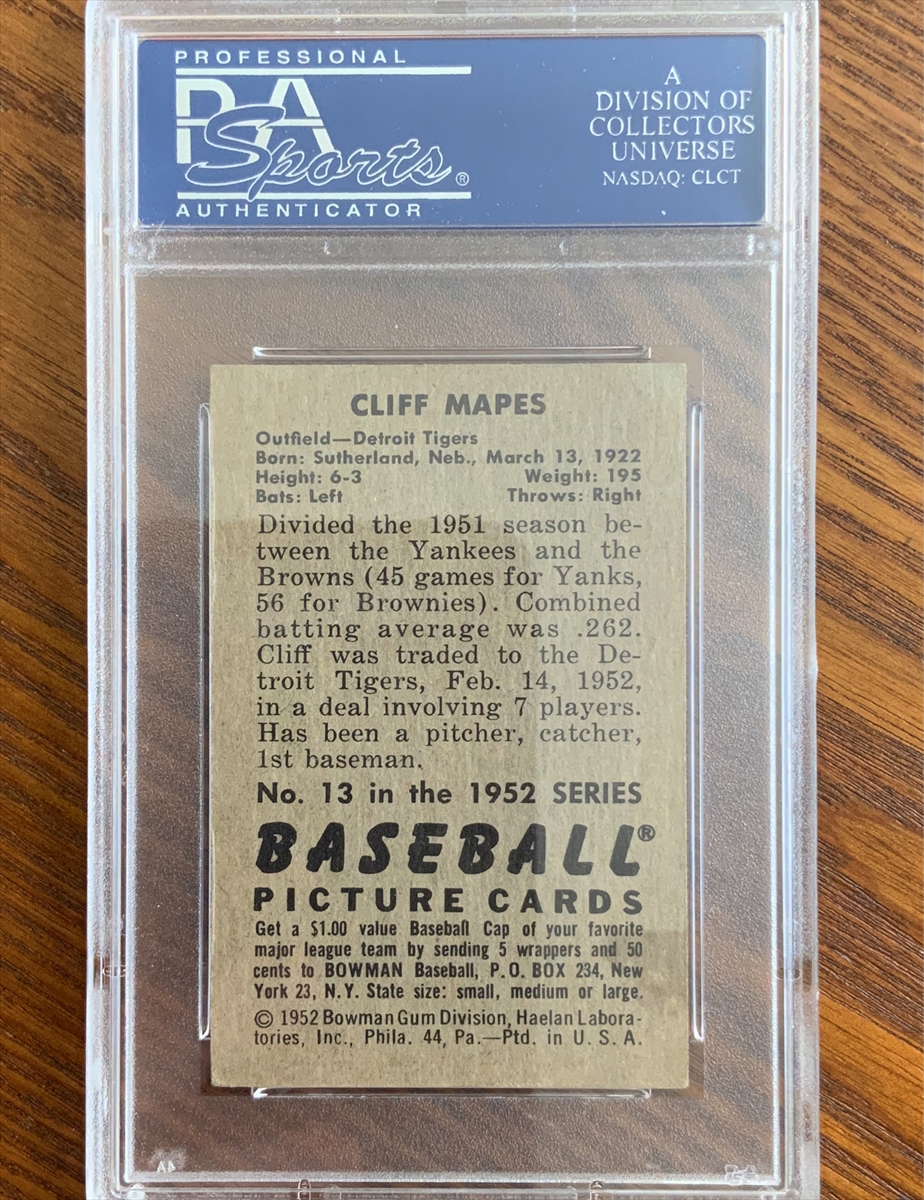 PROFESSIONAL
PSA
Sports®
AUTHENTICATOR
A
DIVISION OF
COLLECTORS
UNIVERSE
NASDAQ: CLCT
CLIFF MAPES
Outfield—Detroit Tigers
Born: Sutherland, Neb., March 13, 1922
Height: 6-3 Weight: 195
Bats: Left Throws: Right
Divided the 1951 season be-
tween the Yankees and the
Browns (45 games for Yanks,
56 for Brownies). Combined
batting average was .262.
Cliff was traded to the De-
troit Tigers, Feb. 14, 1952,
in a deal involving 7 players.
Has been a pitcher, catcher,
1st baseman.
No. 13 in the 1952 SERIES
BASEBALL®
PICTURE CARDS
Get a $1.00 value Baseball Cap of your favorite
major league team by sending 5 wrappers and 50
cents to BOWMAN Baseball, P.O. BOX 234, New
York 23, N.Y. State size: small, medium or large.
© 1952 Bowman Gum Division, Haelan Labora-
tories, Inc., Phila. 44, Pa.—Ptd. in U. S. A.